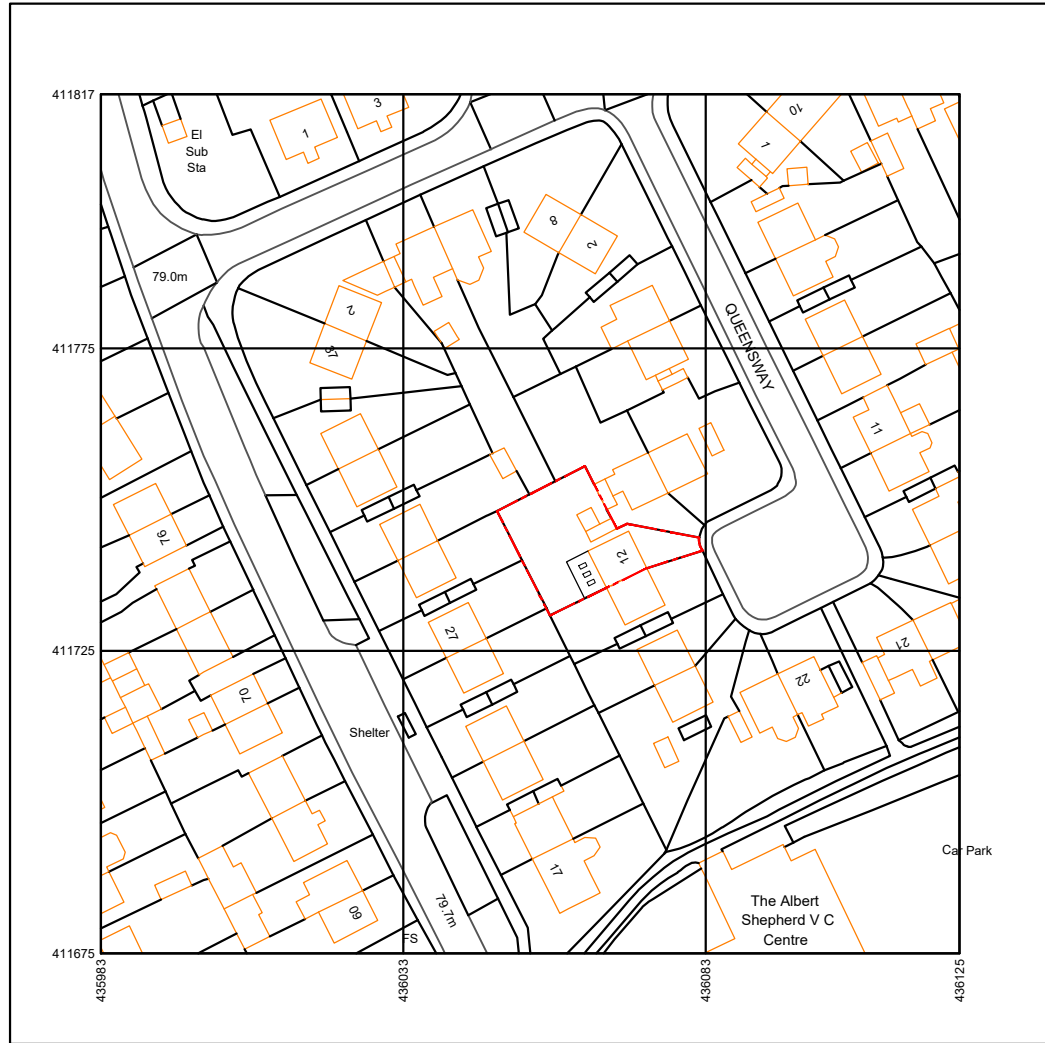 411817
El
Sub
Sta
1
3
10
1
8
2
79.0m
2
37
411775
QUEENSWAY
11
76
12
27
21
411725
22
70
Shelter
17
Car Park
60
79.7m
The Albert
Shepherd V C
Centre
FS
411675
435983
436033
436083
436125